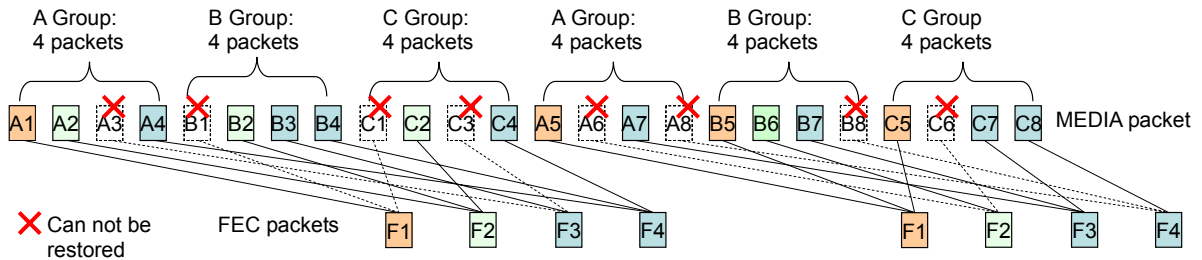 A Group: B Group: C Group: A Group: B Group: C Group
4 packets 4 packets 4 packets 4 packets 4 packets 4 packets
A1 A2 A3 A4 B1 B2 B3 B4 C1 C2 C3 C4 A5 A6 A7 A8 B5 B6 B7 B8 C5 C6 C7 C8 MEDIA packet
Can not be FEC packets F1 F2 F3 F4 F1 F2 F3 F4
restored